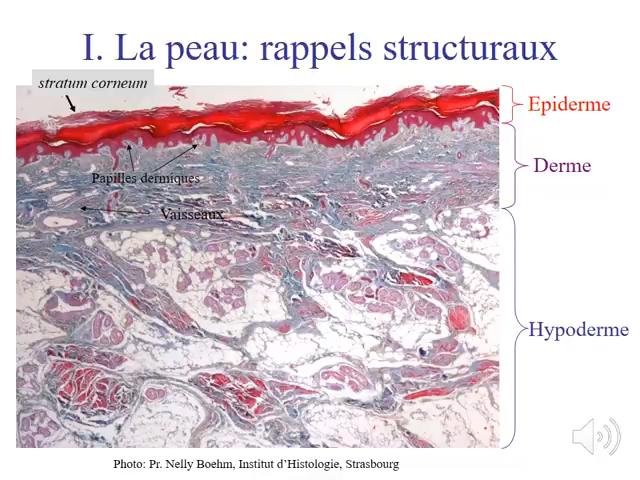 I. La peau: rappels structuraux
stratum corneum
Epiderme
Derme
Papilles dermiques
Vaisseaux
Hypoderme
Photo: Pr. Nelly Boehm, Institut d’Histologie, Strasbourg